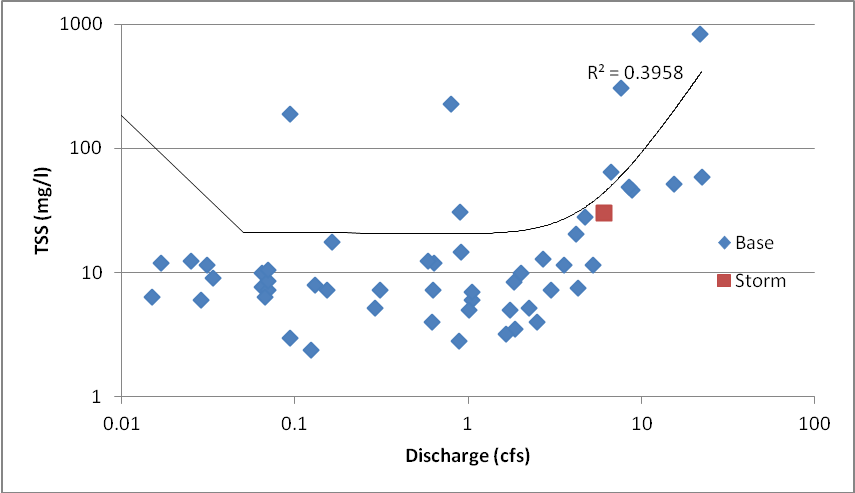 1000
100
10
1
TSS (mg/l)
R² = 0.3958
Base
Storm
0.01 0.1 1 10 100
Discharge (cfs)